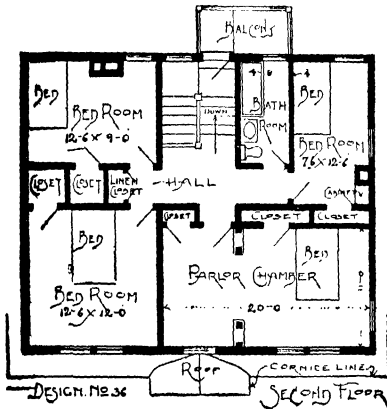 BALCONY
BED
BED ROOM
12-6 X 9-0
DOWN
BATH
ROOM
BED
BED ROOM
7-6 X 12-6
CLOSET
CLOSET
LINEN
CLOSET
HALL
CLOSET
CLOSET
CLOSET
BED
BED ROOM
12-6 X 12-0
PARLOR CHAMBER
BED
20-0
ROOF
CORNICE LINE
DESIGN. NO 36
SECOND FLOOR